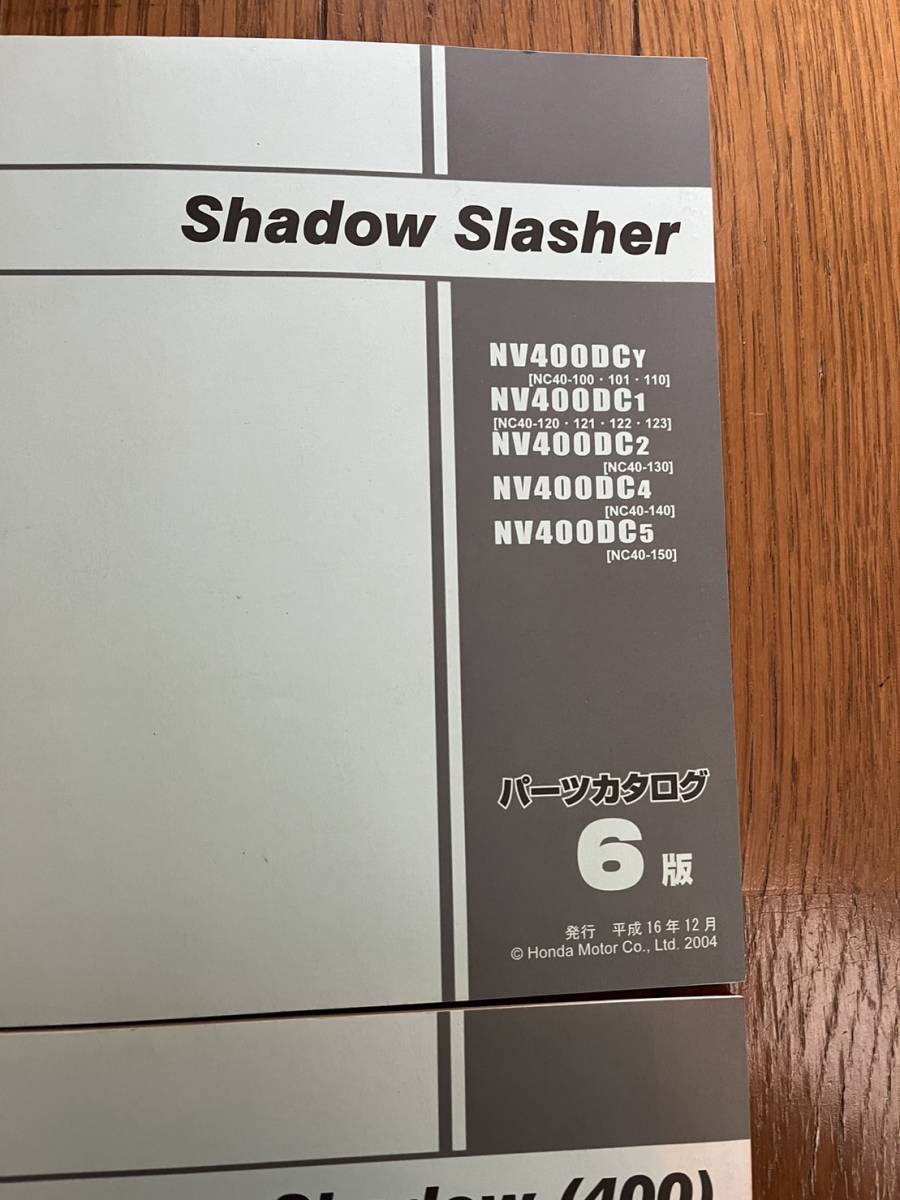 Shadow Slasher
NV400DCY
[NC40-100・101・110]
NV400DC1
[NC40-120・121・122・123]
NV400DC2
[NC40-130]
NV400DC4
[NC40-140]
NV400DC5
[NC40-150]
パーツカタログ
6版
発行 平成16年12月
© Honda Motor Co., Ltd. 2004
Shadow (400)